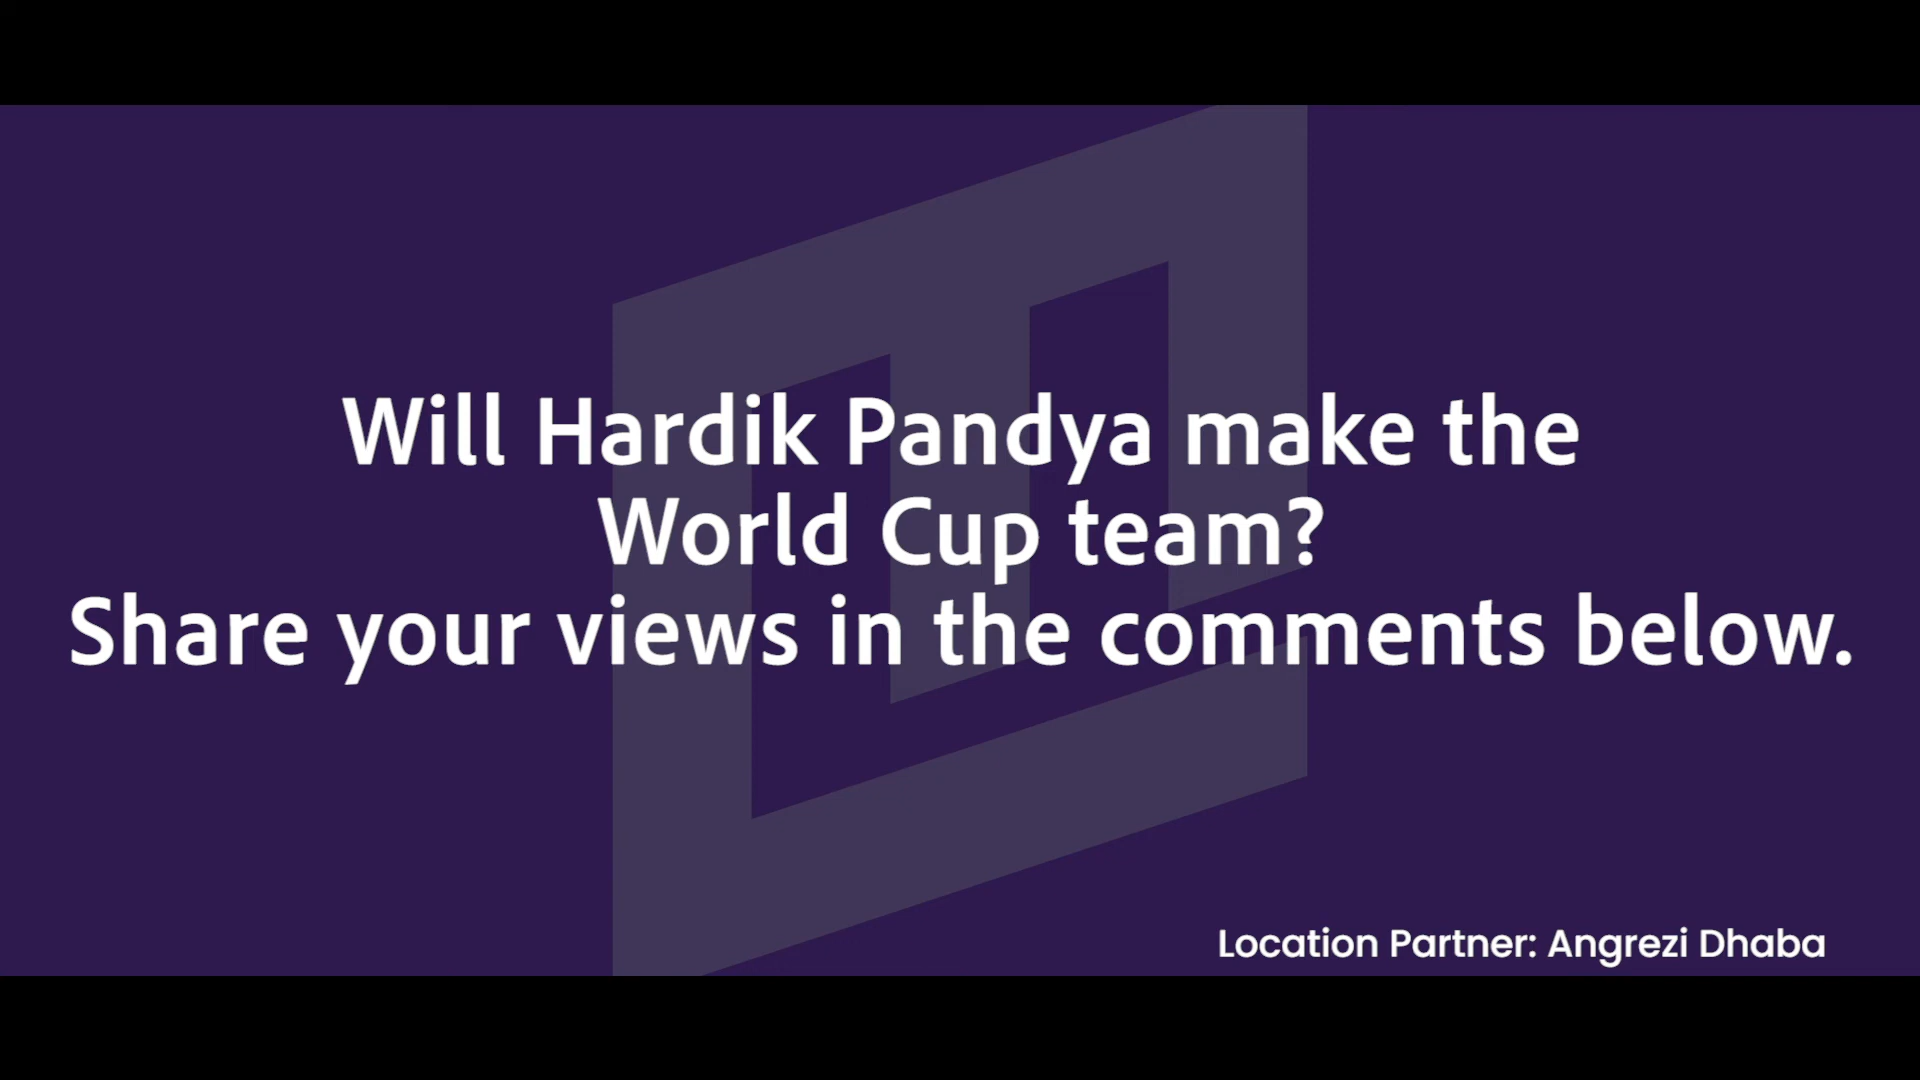 Will Hardik Pandya make the
World Cup team?
Share your views in the comments below.
Location Partner: Angrezi Dhaba